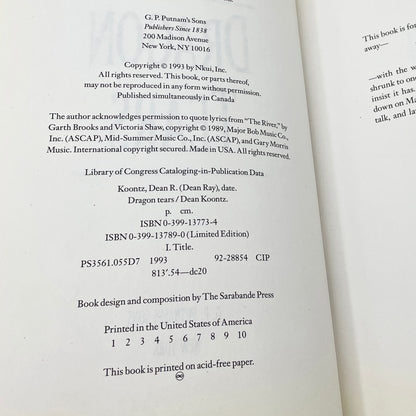 G. P. Putnam's Sons
Publishers Since 1838
200 Madison Avenue
New York, NY 10016
Copyright © 1993 by Nkui, Inc.
All rights reserved. This book, or parts thereof,
may not be reproduced in any form without permission.
Published simultaneously in Canada
The author acknowledges permission to quote lyrics from "The River," by
Garth Brooks and Victoria Shaw, copyright © 1989, Major Bob Music Co.,
Inc. (ASCAP), Mid-Summer Music Co., Inc. (ASCAP), and Gary Morris
Music. International copyright secured. Made in USA. All rights reserved.
Library of Congress Cataloging-in-Publication Data
Koontz, Dean R. (Dean Ray), date.
Dragon tears / Dean Koontz.
p. cm.
ISBN 0-399-13773-4
ISBN 0-399-13789-0 (Limited Edition)
I. Title.
PS3561.O55D7 1993 92-28854 CIP
813'.54—dc20
Book design and composition by The Sarabande Press
Printed in the United States of America
1 2 3 4 5 6 7 8 9 10
This book is printed on acid-free paper.
♾
This book is for
away—
—with the w
shrunk to one
insist it has.
down on Ma
talk, and la